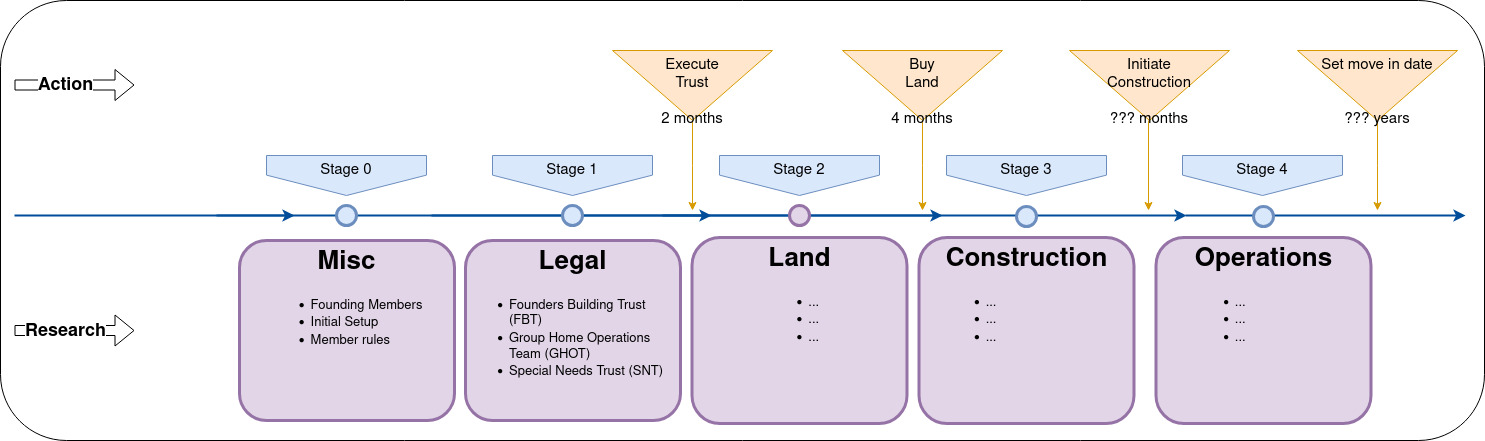 Action
Execute
Trust
2 months
Buy
Land
4 months
Initiate
Construction
??? months
Set move in date
??? years
Stage 0
Stage 1
Stage 2
Stage 3
Stage 4
Research
Misc
• Founding Members
• Initial Setup
• Member rules
Legal
• Founders Building Trust
(FBT)
• Group Home Operations
Team (GHOT)
• Special Needs Trust (SNT)
Land
• ...
• ...
• ...
Construction
• ...
• ...
• ...
Operations
• ...
• ...
• ...